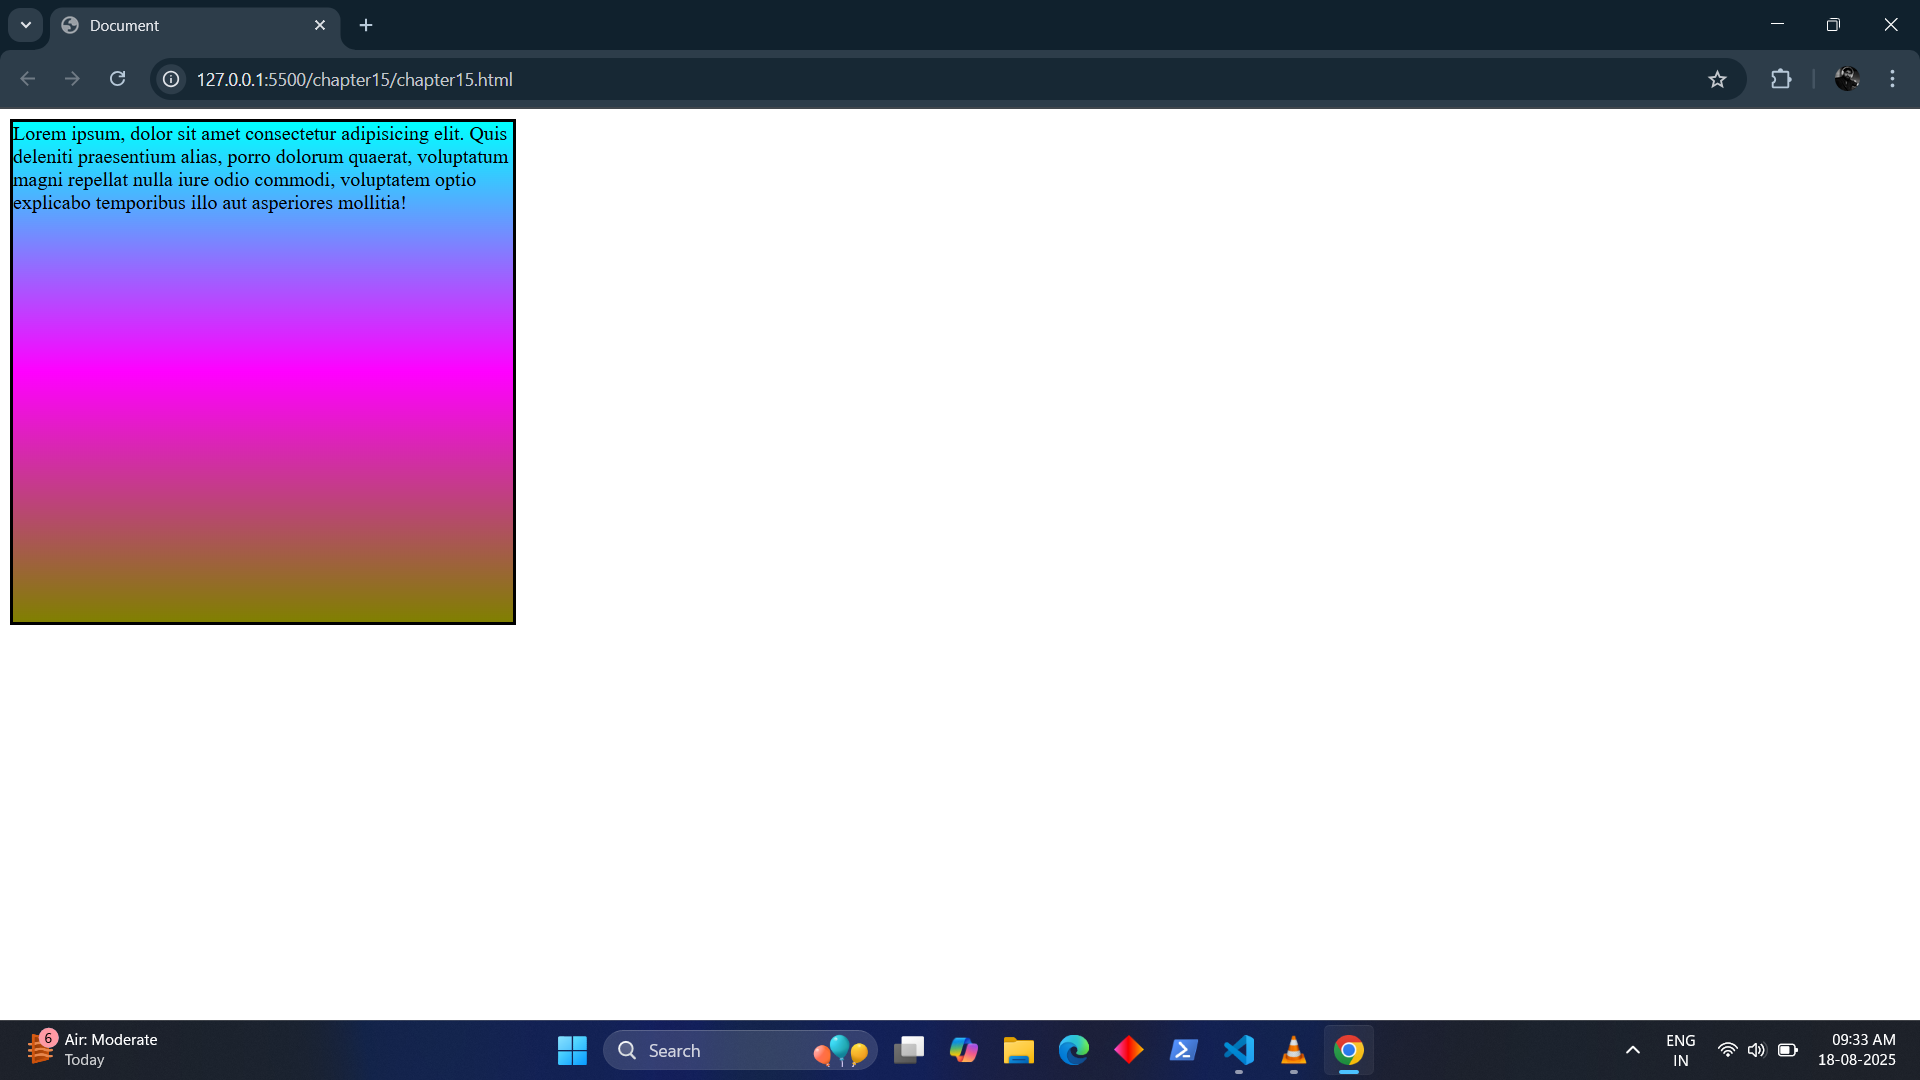 Document
127.0.0.1:5500/chapter15/chapter15.html
Lorem ipsum, dolor sit amet consectetur adipisicing elit. Quis
deleniti praesentium alias, porro dolorum quaerat, voluptatum
magni repellat nulla iure odio commodi, voluptatem optio
explicabo temporibus illo aut asperiores mollitia!
6
Air: Moderate
Today
Search
ENG
IN
09:33 AM
18-08-2025